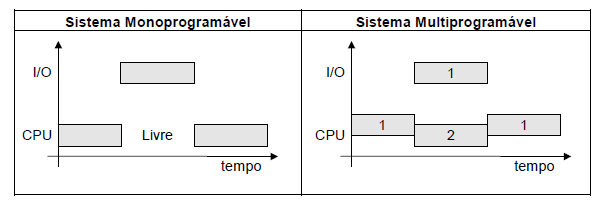 Sistema Monoprogramável
I/O
CPU
Livre
tempo
Sistema Multiprogramável
I/O
1
CPU
1
2
1
tempo